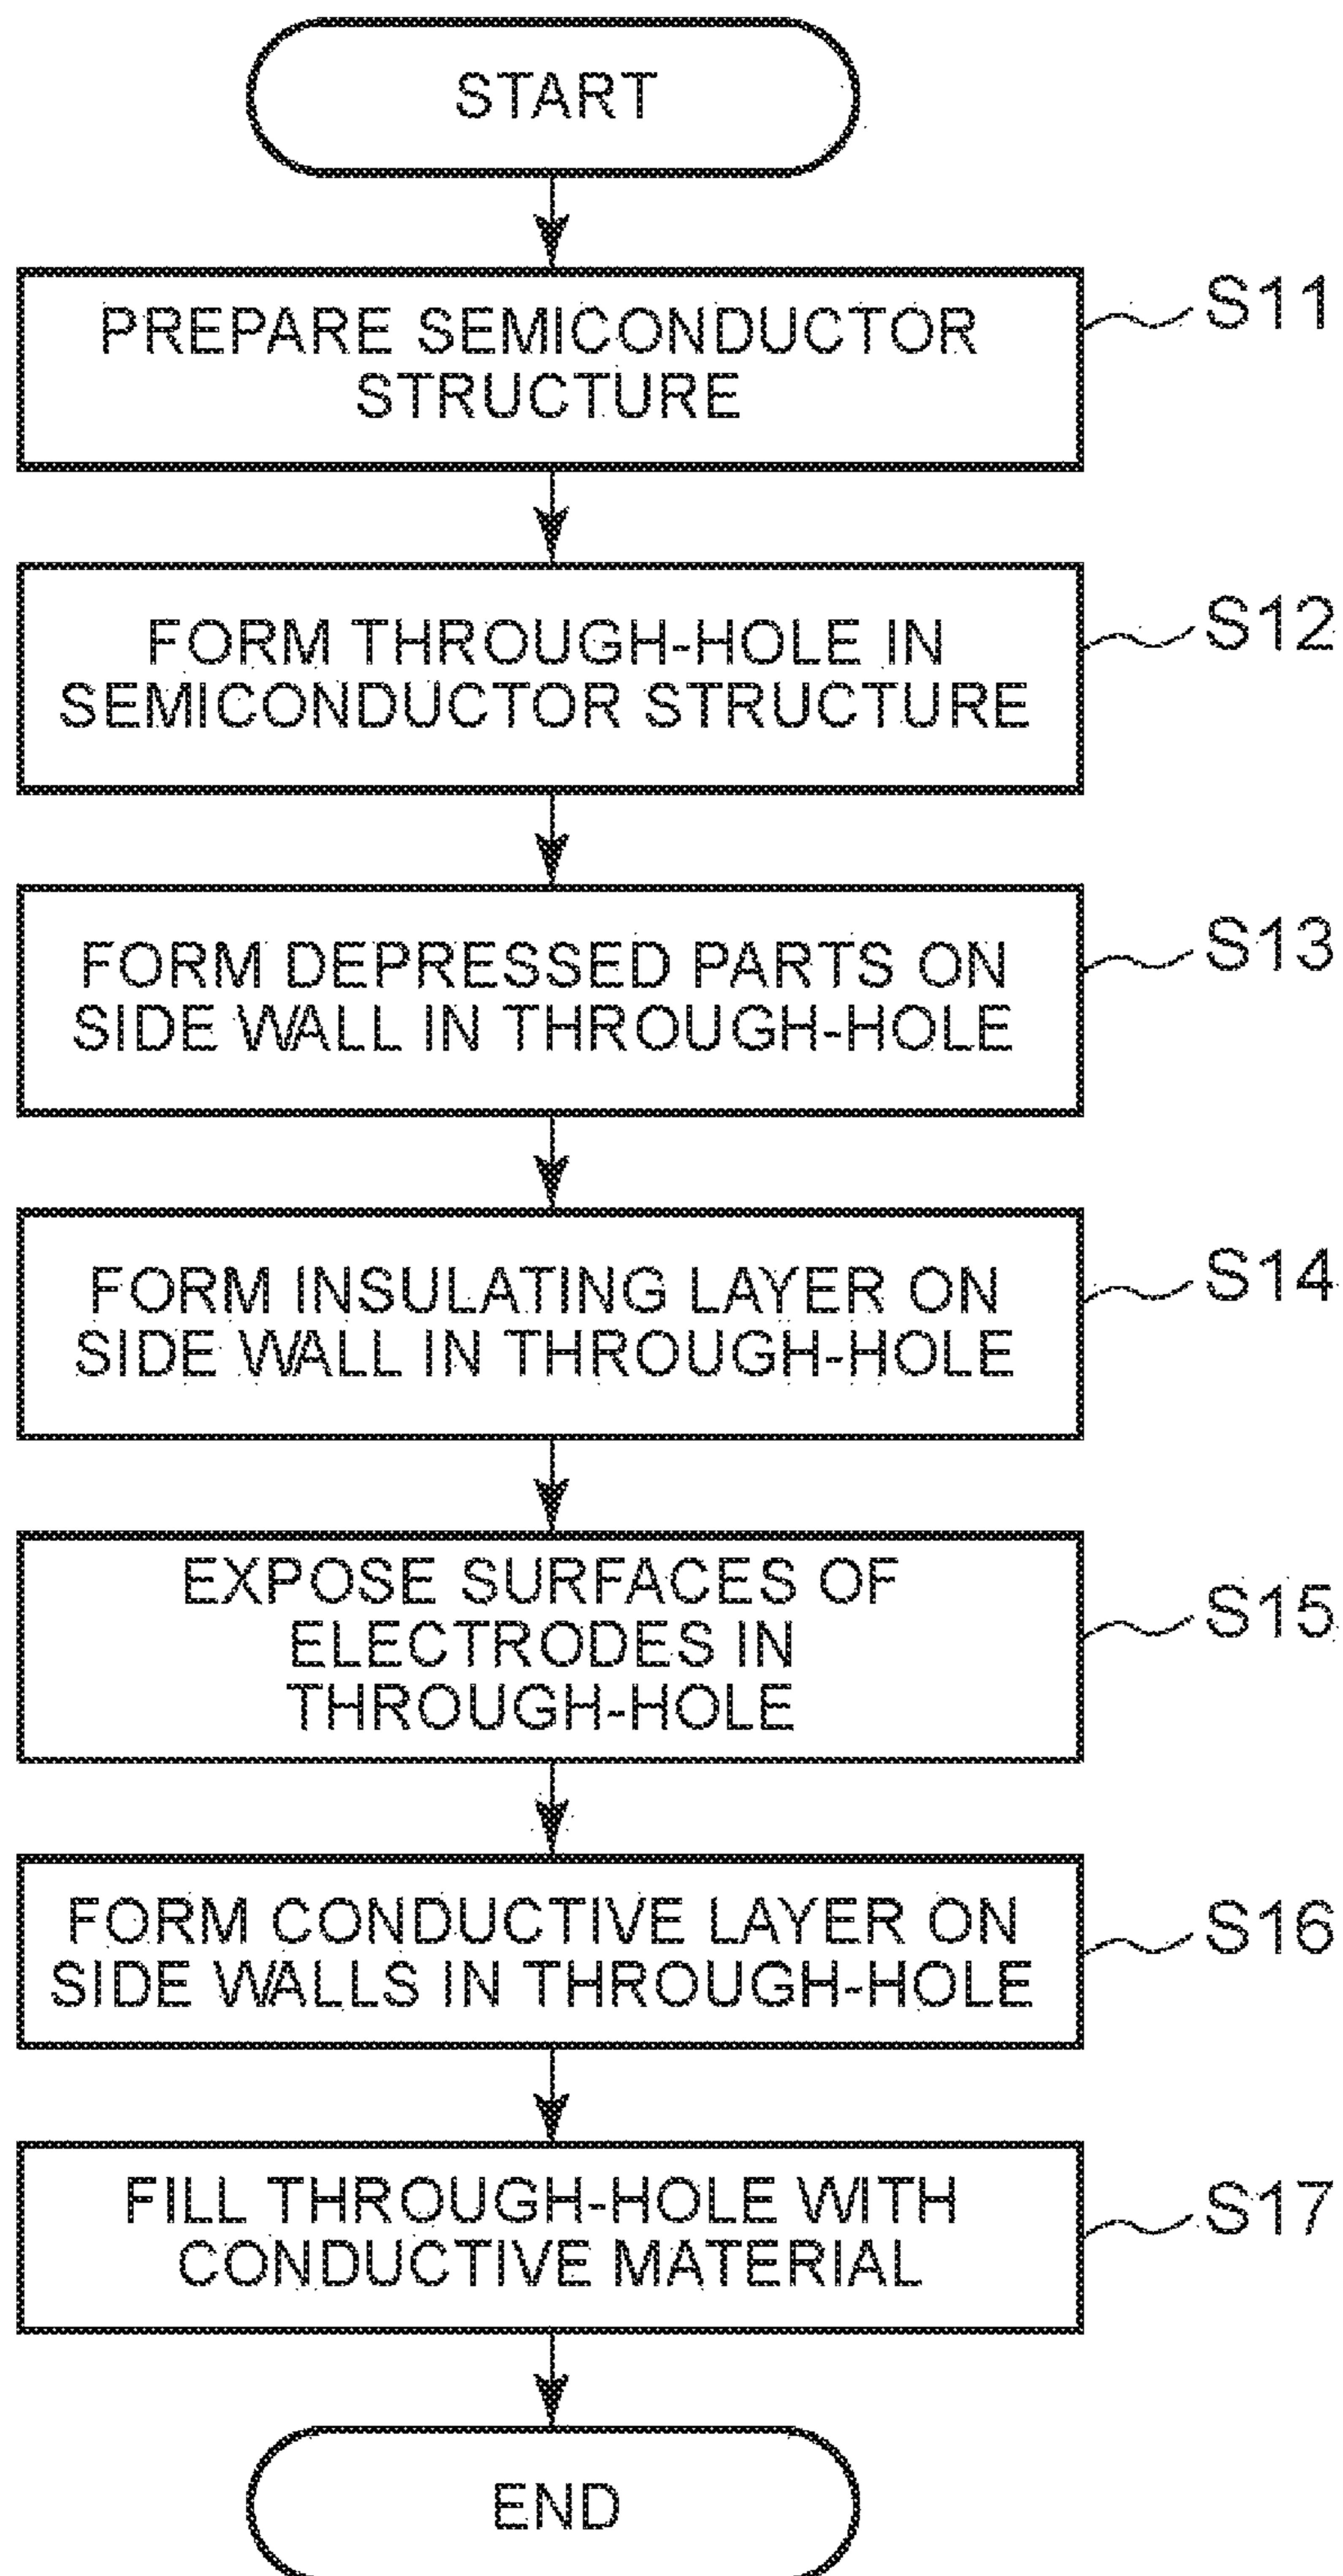 START
PREPARE SEMICONDUCTOR
STRUCTURE
S11
FORM THROUGH-HOLE IN
SEMICONDUCTOR STRUCTURE
S12
FORM DEPRESSED PARTS ON
SIDE WALL IN THROUGH-HOLE
S13
FORM INSULATING LAYER ON
SIDE WALL IN THROUGH-HOLE
S14
EXPOSE SURFACES OF
ELECTRODES IN
THROUGH-HOLE
S15
FORM CONDUCTIVE LAYER ON
SIDE WALLS IN THROUGH-HOLE
S16
FILL THROUGH-HOLE WITH
CONDUCTIVE MATERIAL
S17
END